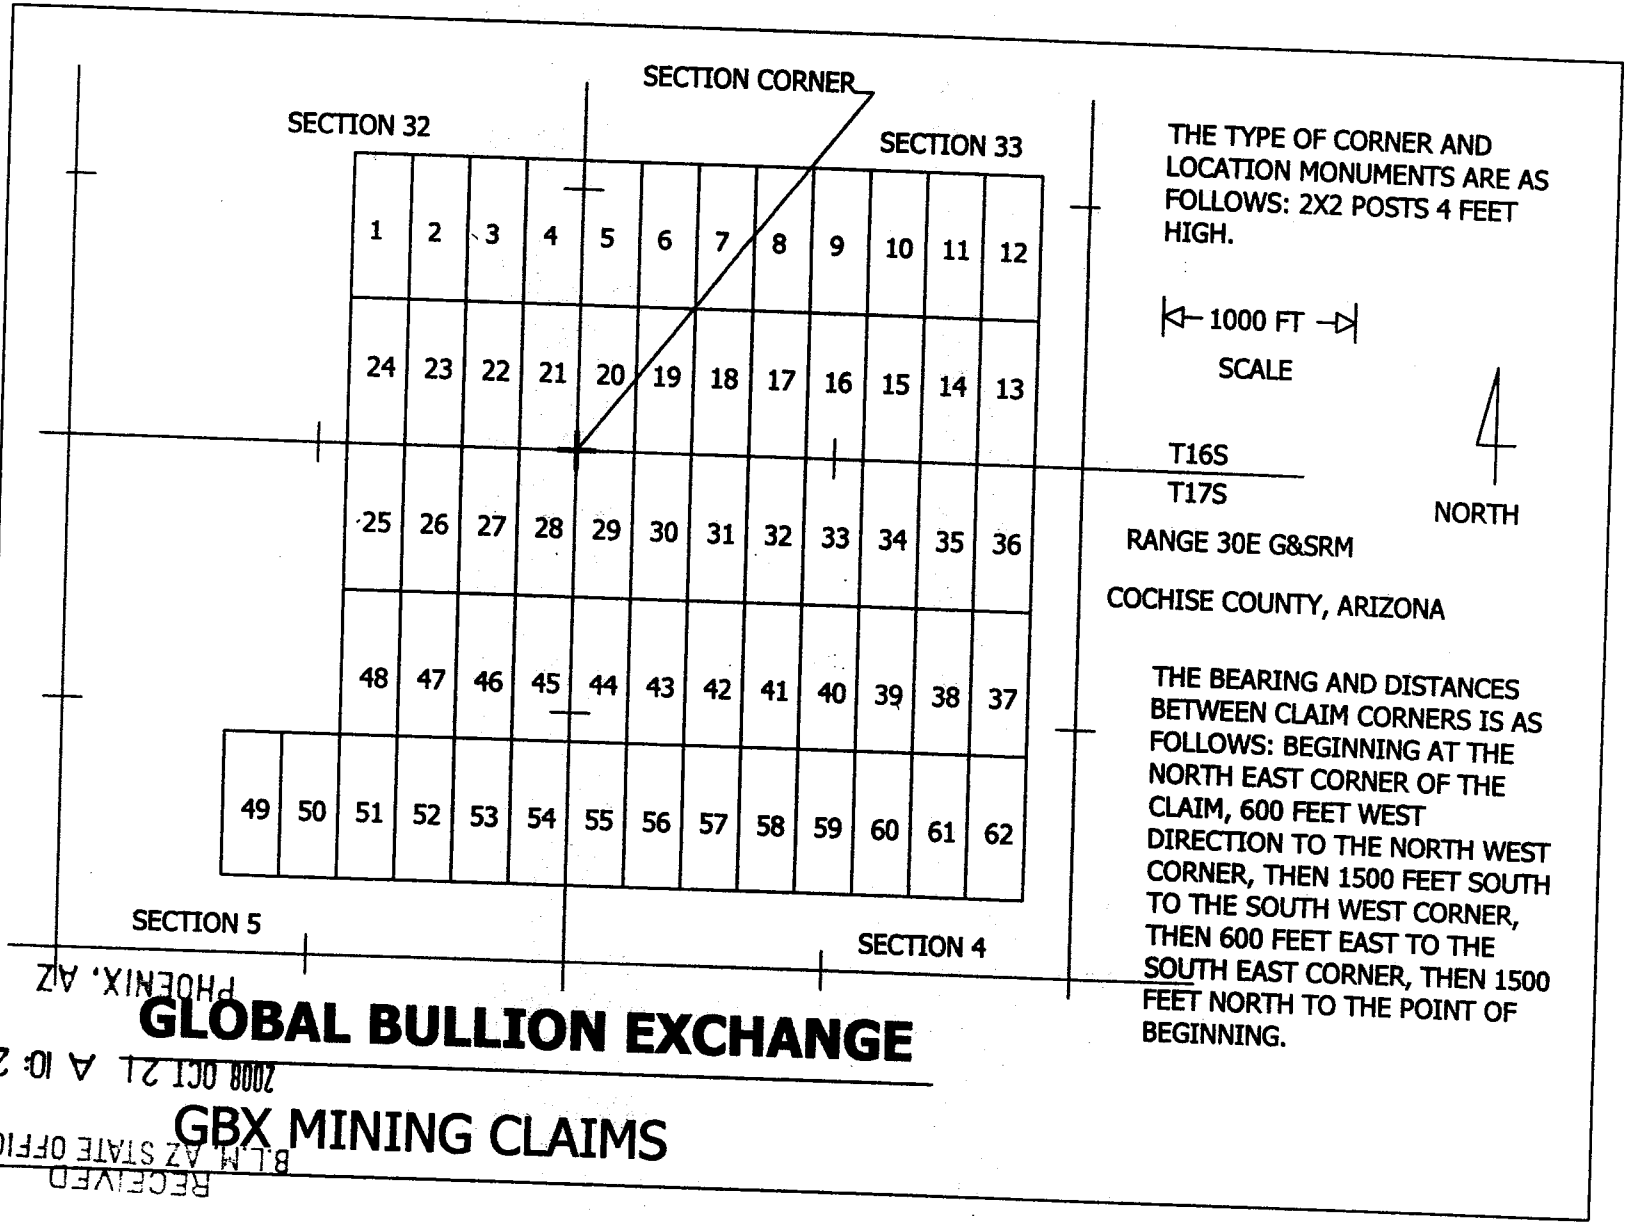 SECTION CORNER
SECTION 32
SECTION 33
1 2 3 4 5 6 7 8 9 10 11 12
24 23 22 21 20 19 18 17 16 15 14 13
25 26 27 28 29 30 31 32 33 34 35 36
48 47 46 45 44 43 42 41 40 39 38 37
49 50 51 52 53 54 55 56 57 58 59 60 61 62
SECTION 5
SECTION 4
THE TYPE OF CORNER AND
LOCATION MONUMENTS ARE AS
FOLLOWS: 2X2 POSTS 4 FEET
HIGH.
1000 FT
SCALE
T16S
T17S
NORTH
RANGE 30E G&SRM
COCHISE COUNTY, ARIZONA
THE BEARING AND DISTANCES
BETWEEN CLAIM CORNERS IS AS
FOLLOWS: BEGINNING AT THE
NORTH EAST CORNER OF THE
CLAIM, 600 FEET WEST
DIRECTION TO THE NORTH WEST
CORNER, THEN 1500 FEET SOUTH
TO THE SOUTH WEST CORNER,
THEN 600 FEET EAST TO THE
SOUTH EAST CORNER, THEN 1500
FEET NORTH TO THE POINT OF
BEGINNING.
GLOBAL BULLION EXCHANGE
GBX MINING CLAIMS
RECEIVED
B.L.M. AZ STATE
2008 OCT 21 A 10: 2
PHOENIX, AZ